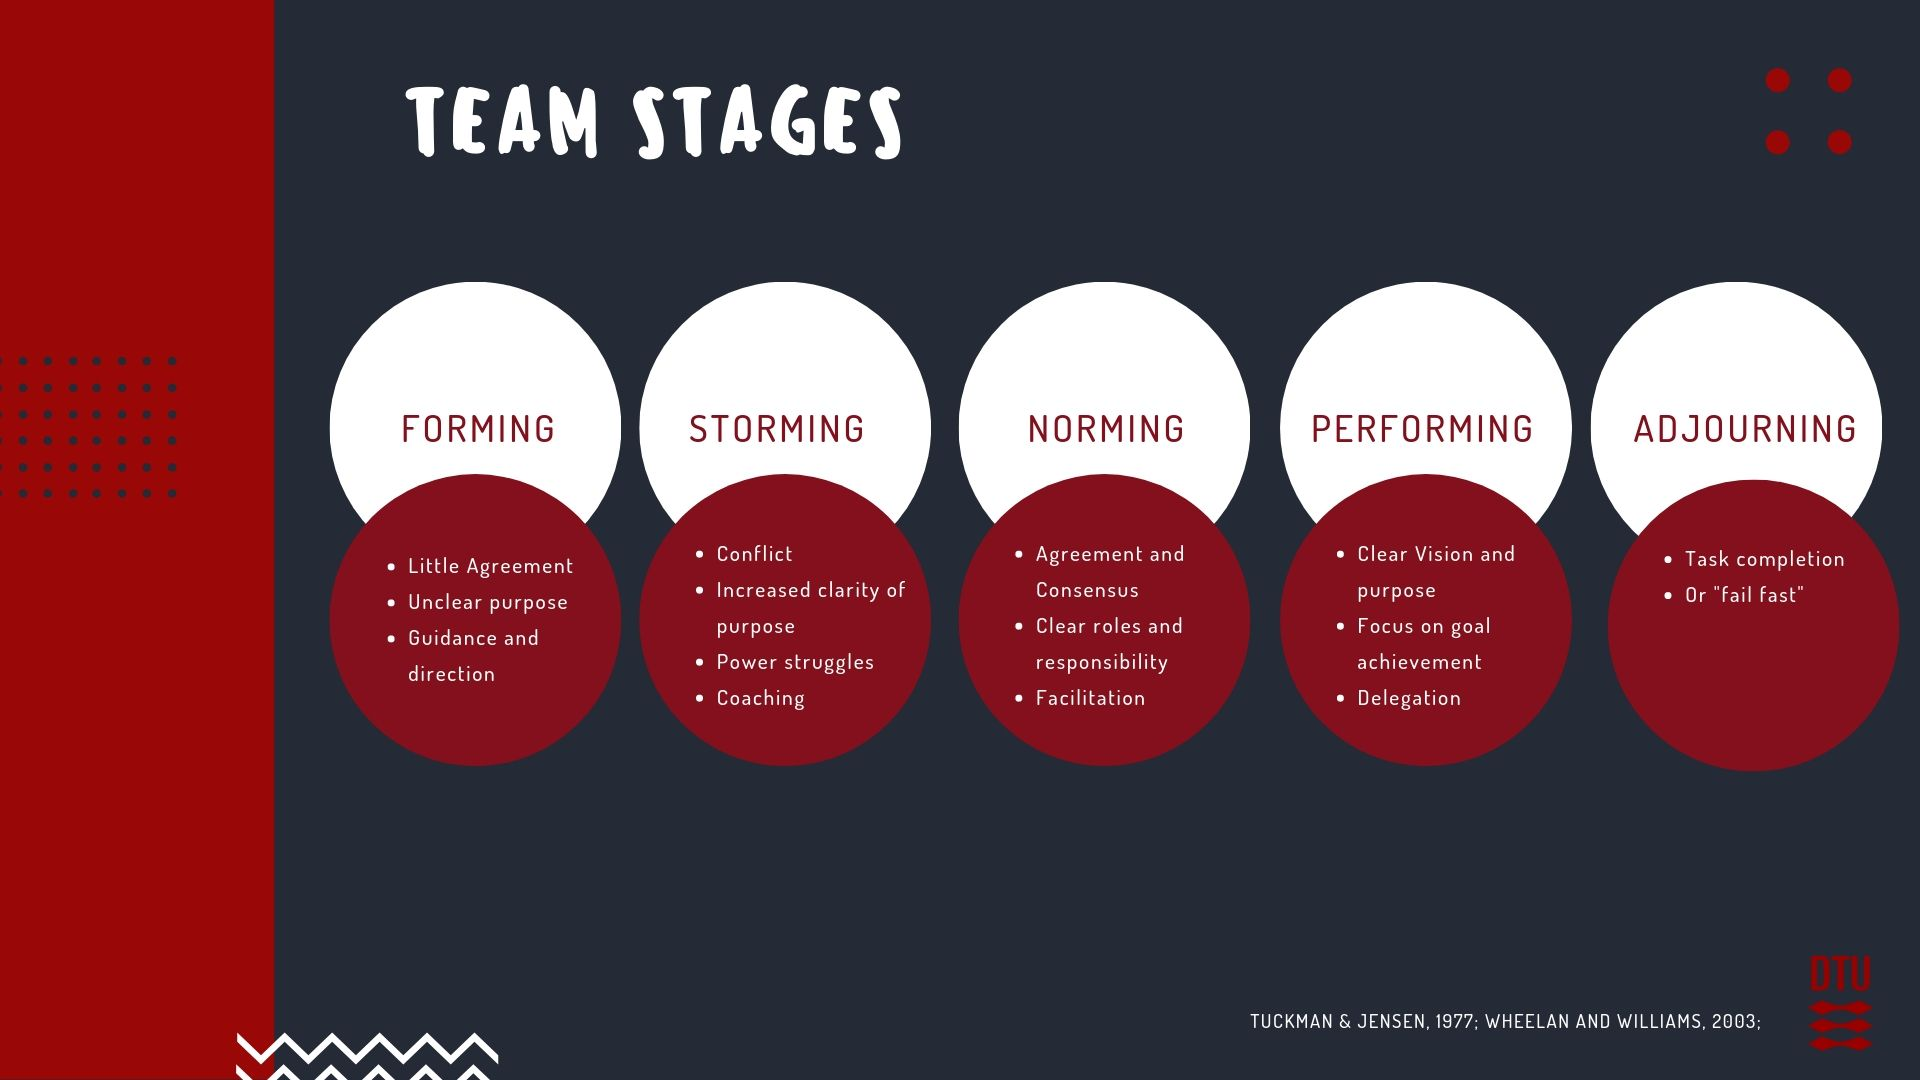 TEAM STAGES
FORMING
• Little Agreement
• Unclear purpose
• Guidance and
direction
STORMING
• Conflict
• Increased clarity of
purpose
• Power struggles
• Coaching
NORMING
• Agreement and
Consensus
• Clear roles and
responsibility
• Facilitation
PERFORMING
• Clear Vision and
purpose
• Focus on goal
achievement
• Delegation
ADJOURNING
• Task completion
• Or "fail fast"
TUCKMAN & JENSEN, 1977; WHEELAN AND WILLIAMS, 2003;
DTU